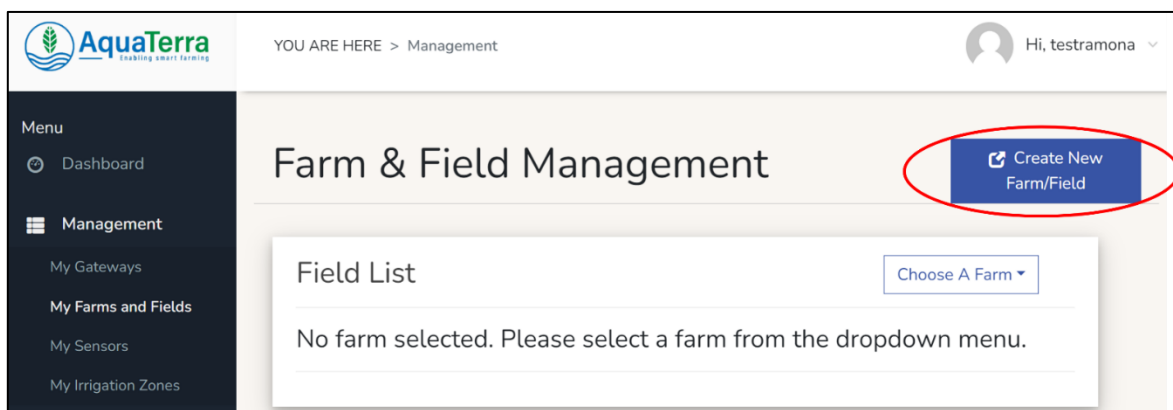 AquaTerra
Enabling smart farming
YOU ARE HERE > Management
Hi, testramona
Menu
Dashboard
Management
My Gateways
My Farms and Fields
My Sensors
My Irrigation Zones
Farm & Field Management
Create New
Farm/Field
Field List
Choose A Farm
No farm selected. Please select a farm from the dropdown menu.